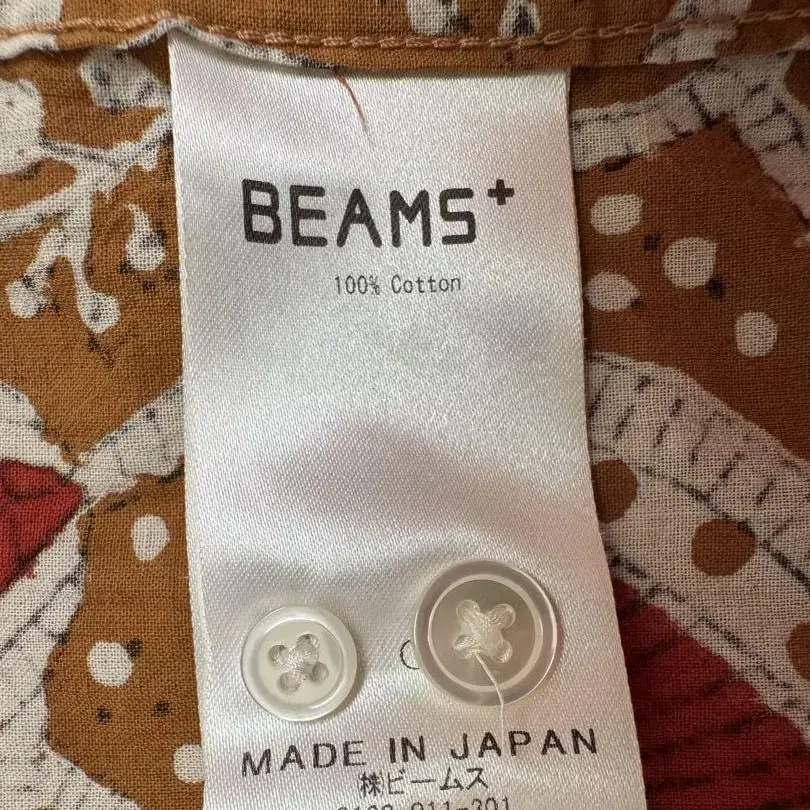 BEAMS+
100% Cotton
MADE IN JAPAN
株ビームス